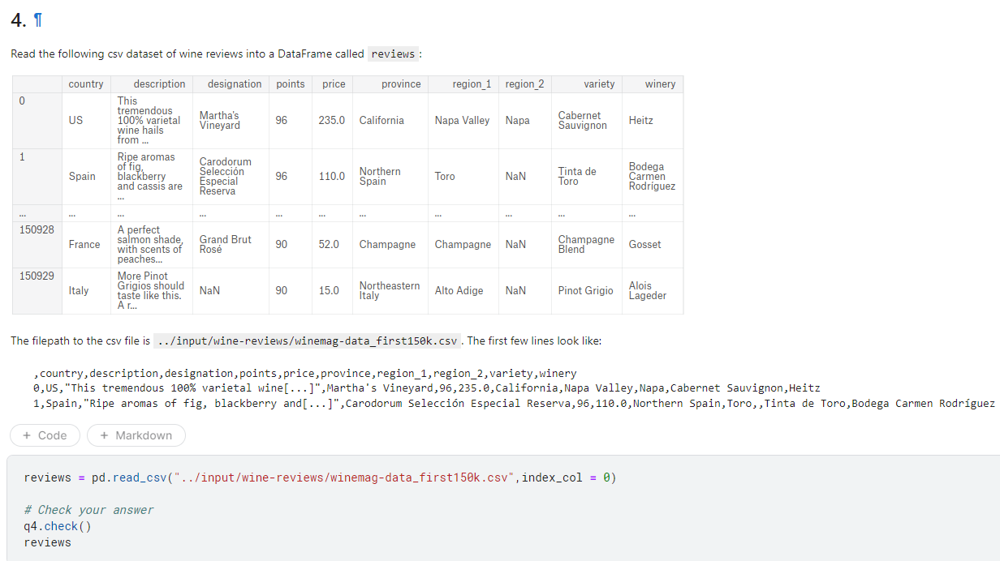 4. ¶
Read the following csv dataset of wine reviews into a DataFrame called reviews :
country description designation points price province region_1 region_2 variety winery
0
US
This
tremendous
100% varietal
wine hails
from ...
Martha's
Vineyard
96
235.0
California
Napa Valley
Napa
Cabernet
Sauvignon
Heitz
1
Spain
Ripe aromas
of fig,
blackberry
and cassis are
...
Carodorum
Selección
Especial
Reserva
96
110.0
Northern
Spain
Toro
NaN
Tinta de
Toro
Bodega
Carmen
Rodríguez
... ... ... ... ... ... ... ... ... ... ...
150928
France
A perfect
salmon shade,
with scents of
peaches...
Grand Brut
Rosé
90
52.0
Champagne
Champagne
NaN
Champagne
Blend
Gosset
150929
Italy
More Pinot
Grigios should
taste like this.
A r...
NaN
90
15.0
Northeastern
Italy
Alto Adige
NaN
Pinot Grigio
Alois
Lageder
The filepath to the csv file is ../input/wine-reviews/winemag-data_first150k.csv . The first few lines look like:
,country,description,designation,points,price,province,region_1,region_2,variety,winery
0,US,"This tremendous 100% varietal wine[...]",Martha's Vineyard,96,235.0,California,Napa Valley,Napa,Cabernet Sauvignon,Heitz
1,Spain,"Ripe aromas of fig, blackberry and[...]",Carodorum Selección Especial Reserva,96,110.0,Northern Spain,Toro,,Tinta de Toro,Bodega Carmen Rodríguez
+ Code + Markdown
reviews = pd.read_csv("../input/wine-reviews/winemag-data_first150k.csv",index_col = 0)
# Check your answer
q4.check()
reviews